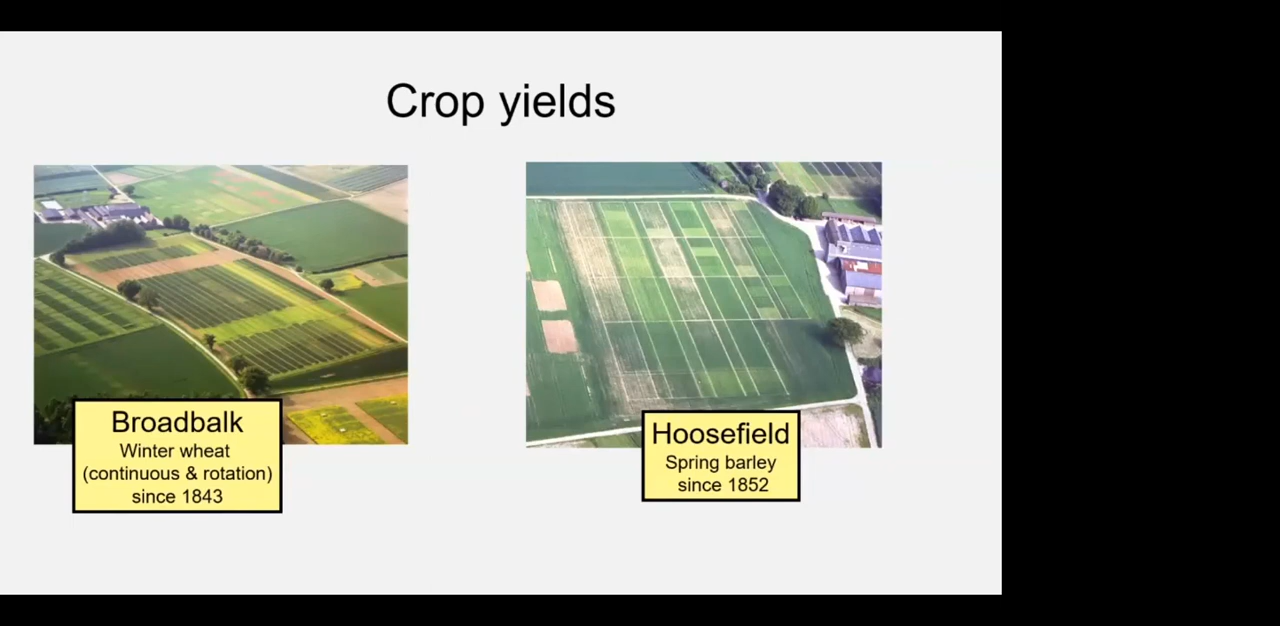 Crop yields
Broadbalk
Winter wheat
(continuous & rotation)
since 1843
Hoosefield
Spring barley
since 1852